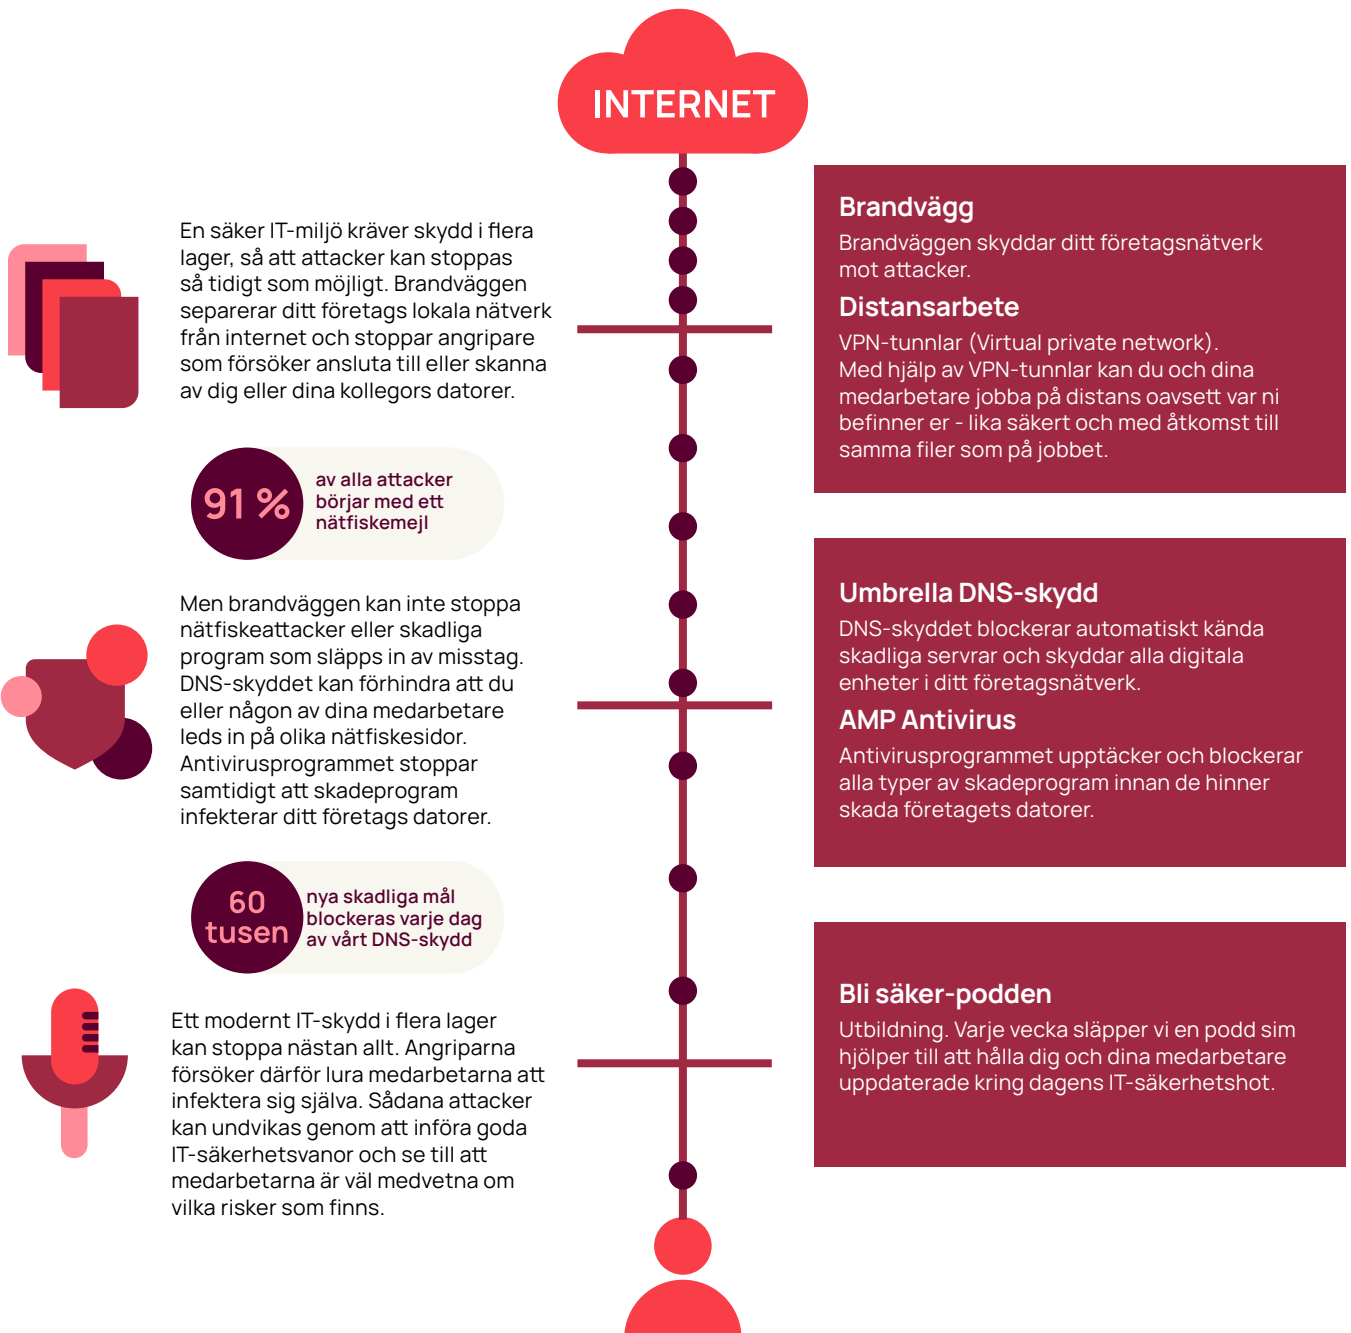 INTERNET
En säker IT-miljö kräver skydd i flera
lager, så att attacker kan stoppas
så tidigt som möjligt. Brandväggen
separerar ditt företags lokala nätverk
från internet och stoppar angripare
som försöker ansluta till eller skanna
av dig eller dina kollegors datorer.
Brandvägg
Brandväggen skyddar ditt företagsnätverk
mot attacker.
Distansarbete
VPN-tunnlar (Virtual private network).
Med hjälp av VPN-tunnlar kan du och dina
medarbetare jobba på distans oavsett var ni
befinner er - lika säkert och med åtkomst till
samma filer som på jobbet.
91 %
av alla attacker
börjar med ett
nätfiskemejl
Men brandväggen kan inte stoppa
nätfiskeattacker eller skadliga
program som släpps in av misstag.
DNS-skyddet kan förhindra att du
eller någon av dina medarbetare
leds in på olika nätfiskesidor.
Antivirusprogrammet stoppar
samtidigt att skadeprogram
infekterar ditt företags datorer.
Umbrella DNS-skydd
DNS-skyddet blockerar automatiskt kända
skadliga servrar och skyddar alla digitala
enheter i ditt företagsnätverk.
AMP Antivirus
Antivirusprogrammet upptäcker och blockerar
alla typer av skadeprogram innan de hinner
skada företagets datorer.
60
tusen
nya skadliga mål
blockeras varje dag
av vårt DNS-skydd
Ett modernt IT-skydd i flera lager
kan stoppa nästan allt. Angriparna
försöker därför lura medarbetarna att
infektera sig själva. Sådana attacker
kan undvikas genom att införa goda
IT-säkerhetsvanor och se till att
medarbetarna är väl medvetna om
vilka risker som finns.
Bli säker-podden
Utbildning. Varje vecka släpper vi en podd sim
hjölper till att hålla dig och dina medarbetare
uppdaterade kring dagens IT-säkerhetshot.